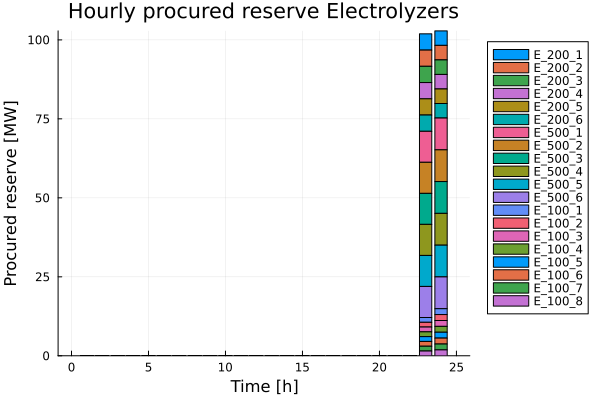 Hourly procured reserve Electrolyzers
Procured reserve [MW]
100
75
50
25
0
0 5 10 15 20 25
Time [h]
E_200_1
E_200_2
E_200_3
E_200_4
E_200_5
E_200_6
E_500_1
E_500_2
E_500_3
E_500_4
E_500_5
E_500_6
E_100_1
E_100_2
E_100_3
E_100_4
E_100_5
E_100_6
E_100_7
E_100_8